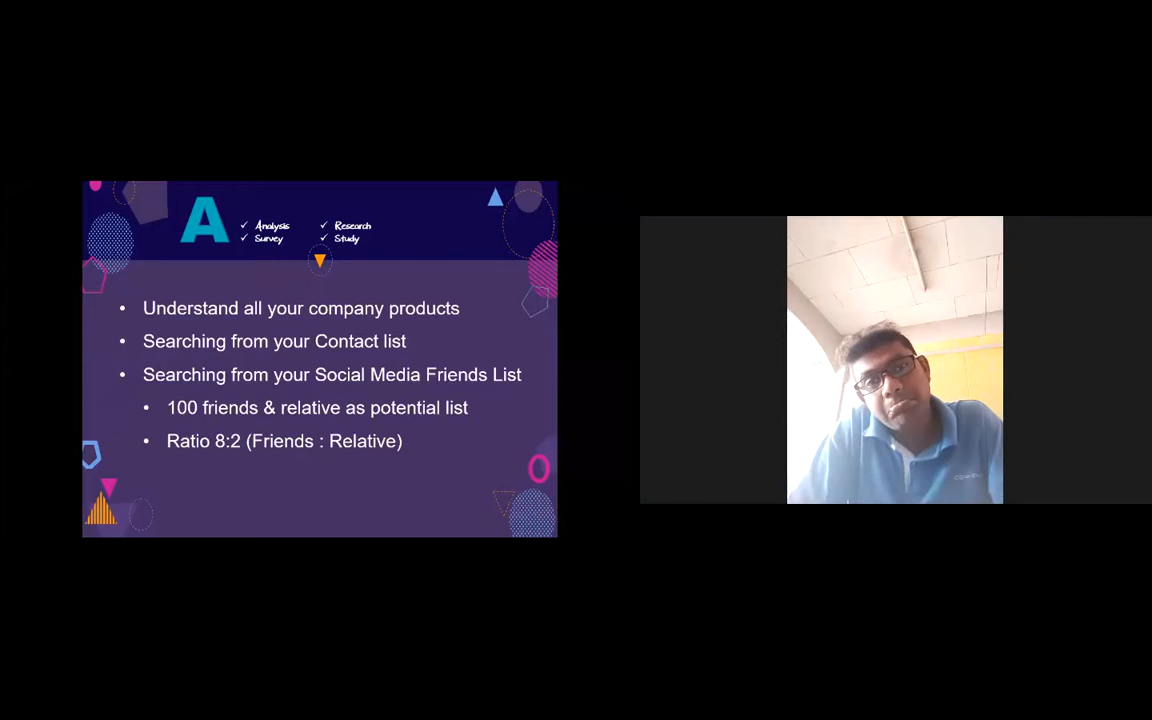 A
✓ Analysis ✓ Research
✓ Survey ✓ Study
• Understand all your company products
• Searching from your Contact list
• Searching from your Social Media Friends List
• 100 friends & relative as potential list
• Ratio 8:2 (Friends : Relative)